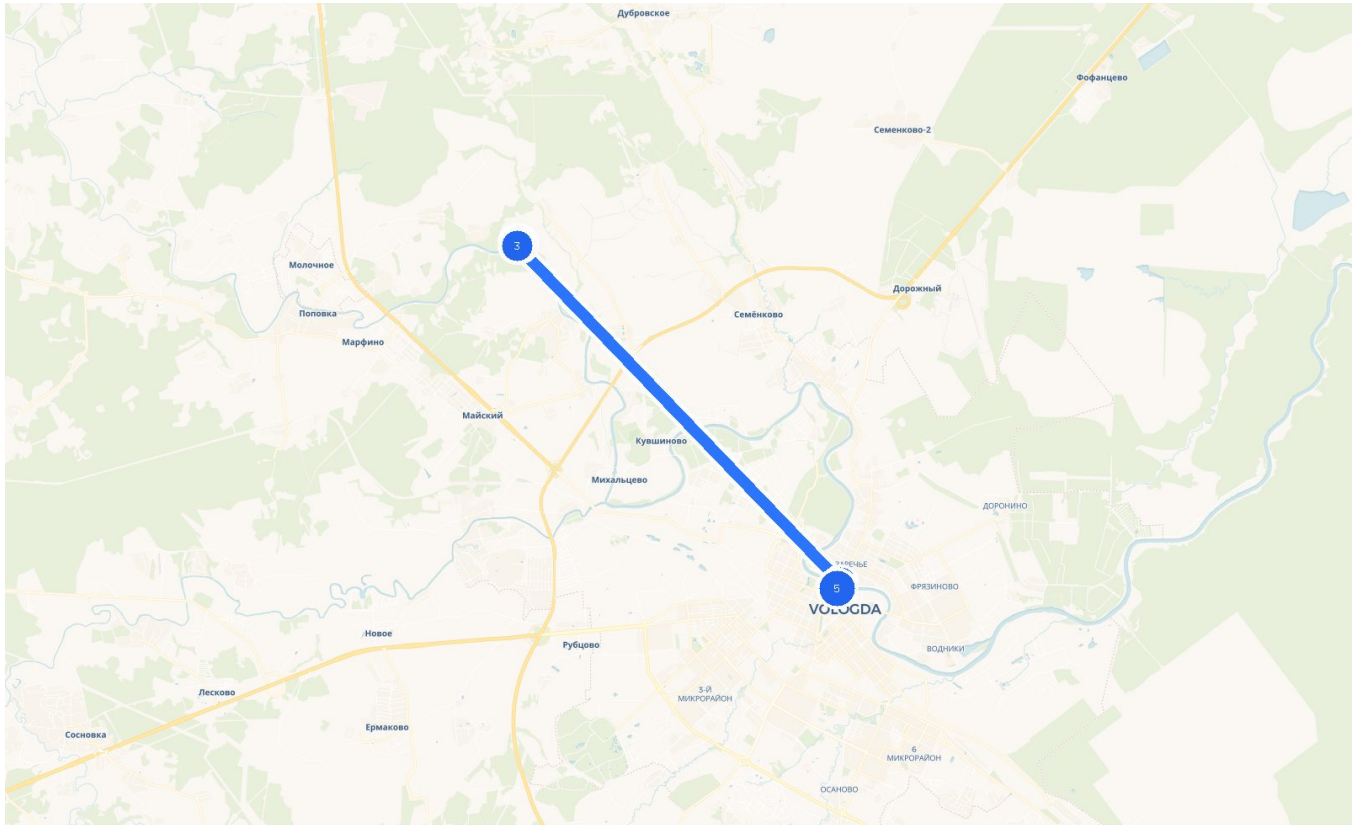 Дубровское
Фофанцево
Семенково-2
3
Молочное
Дорожный
Поповка
Семёнково
Марфино
Майский
Кувшиново
Михальцево
ДОРОНИНО
ЗАРЕЧЬЕ
5
ФРЯЗИНОВО
VOLOGDA
Новое
Рубцово
ВОДНИКИ
Лесково
3-Й
МИКРОРАЙОН
Ермаково
Сосновка
6
МИКРОРАЙОН
ОСАНОВО